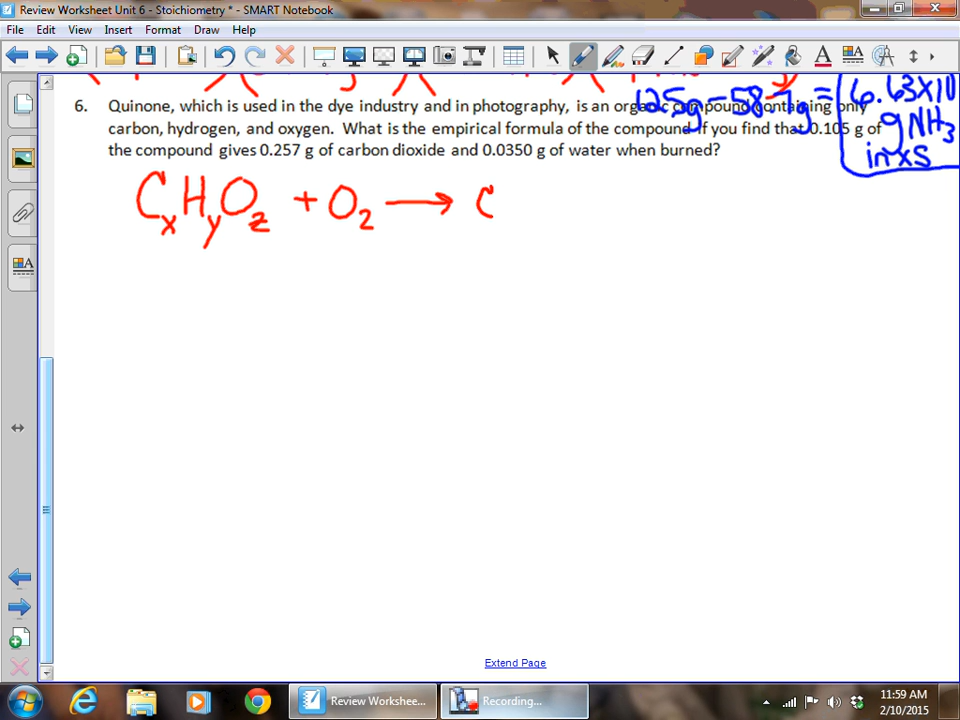 Review Worksheet Unit 6 - Stoichiometry * - SMART Notebook
File Edit View Insert Format Draw Help
125g - 58.7g = 6.63x10
g NH3
in xs
6. Quinone, which is used in the dye industry and in photography, is an organic compound containing only
carbon, hydrogen, and oxygen. What is the empirical formula of the compound if you find that 0.105 g of
the compound gives 0.257 g of carbon dioxide and 0.0350 g of water when burned?
CxHyOz + O2 → C
Extend Page
Review Workshee... Recording... 11:59 AM
2/10/2015